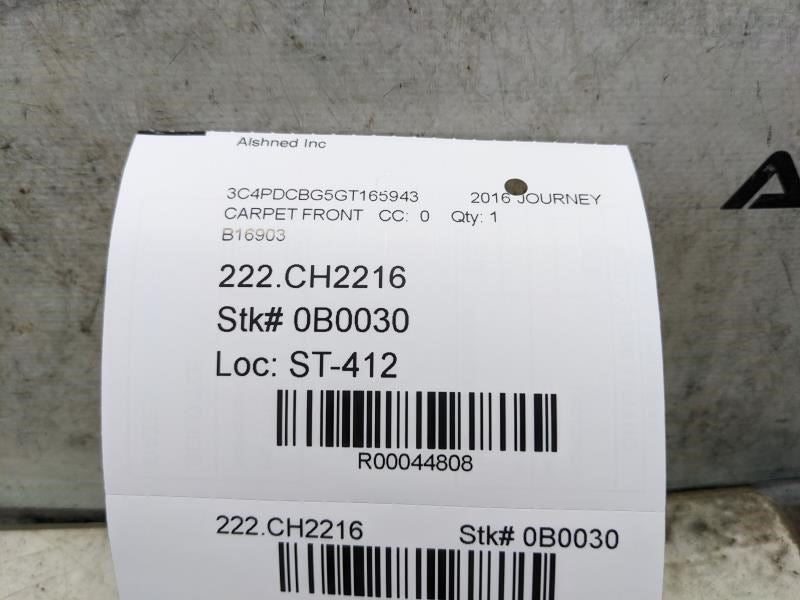 Alshned Inc
3C4PDCBG5GT165943 2016 JOURNEY
CARPET FRONT CC: 0 Qty: 1
B16903
222.CH2216
Stk# 0B0030
Loc: ST-412
R00044808
222.CH2216 Stk# 0B0030